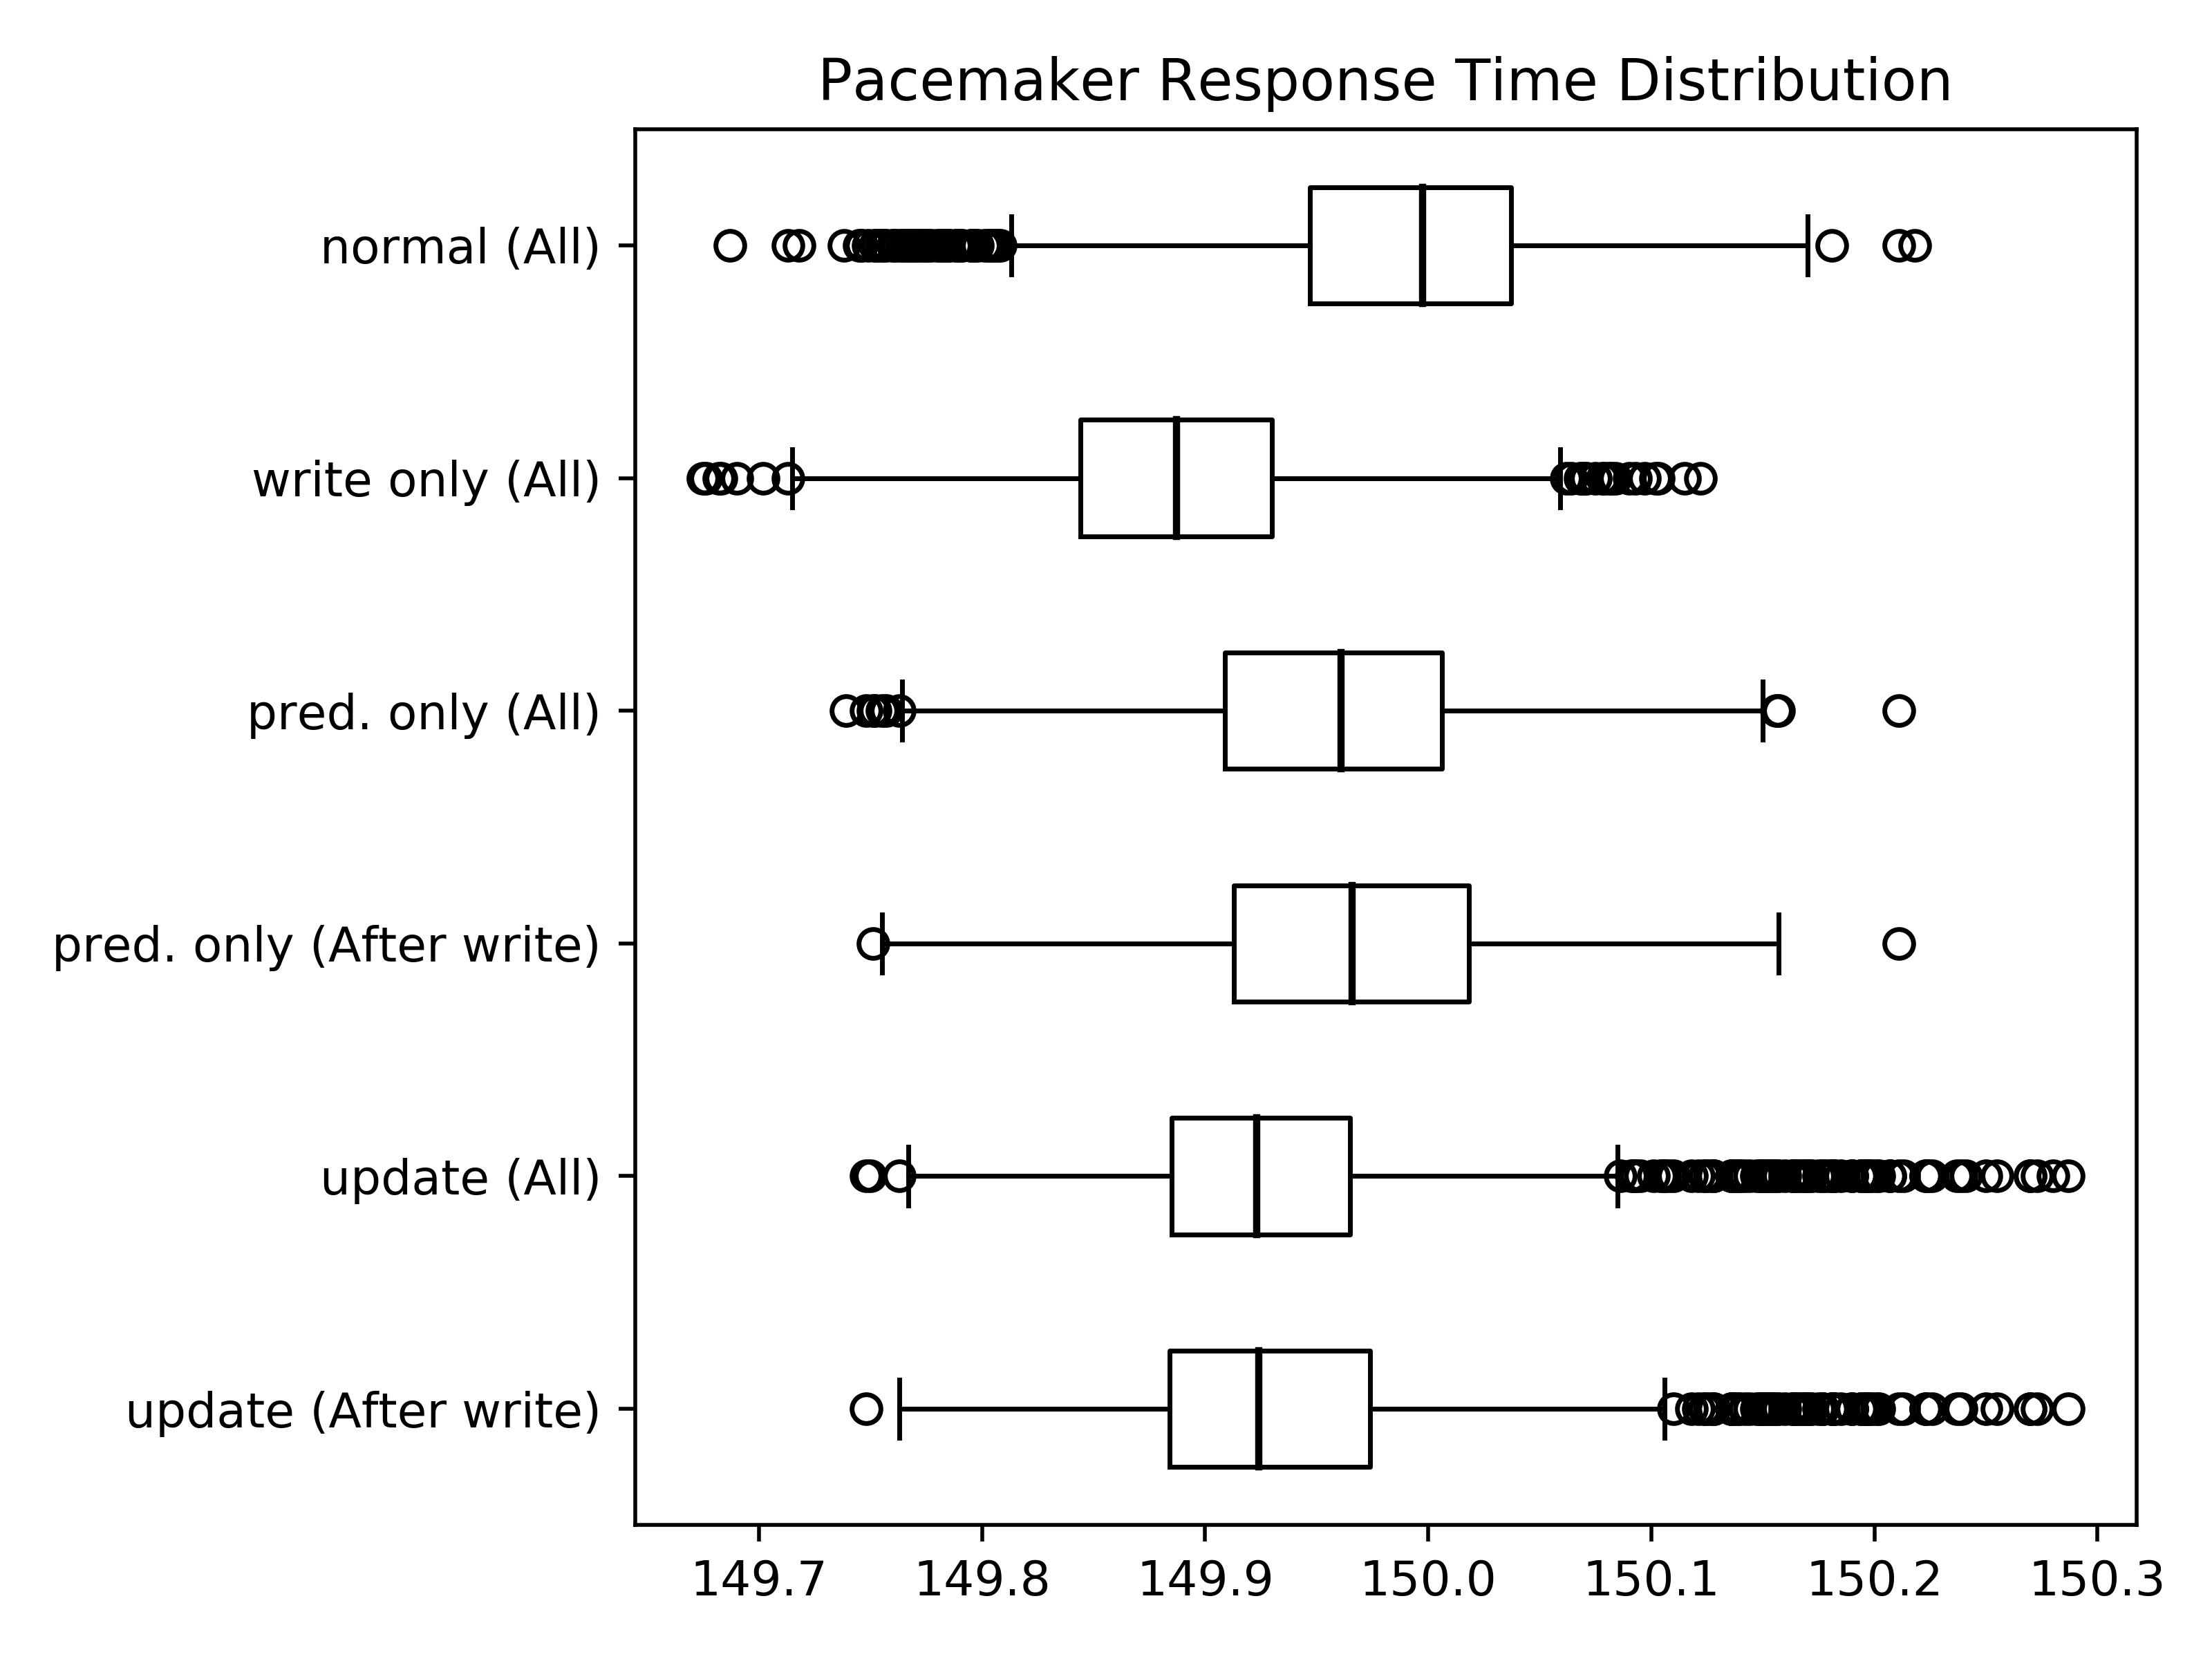 Pacemaker Response Time Distribution
normal (All)
write only (All)
pred. only (All)
pred. only (After write)
update (All)
update (After write)
149.7 149.8 149.9 150.0 150.1 150.2 150.3